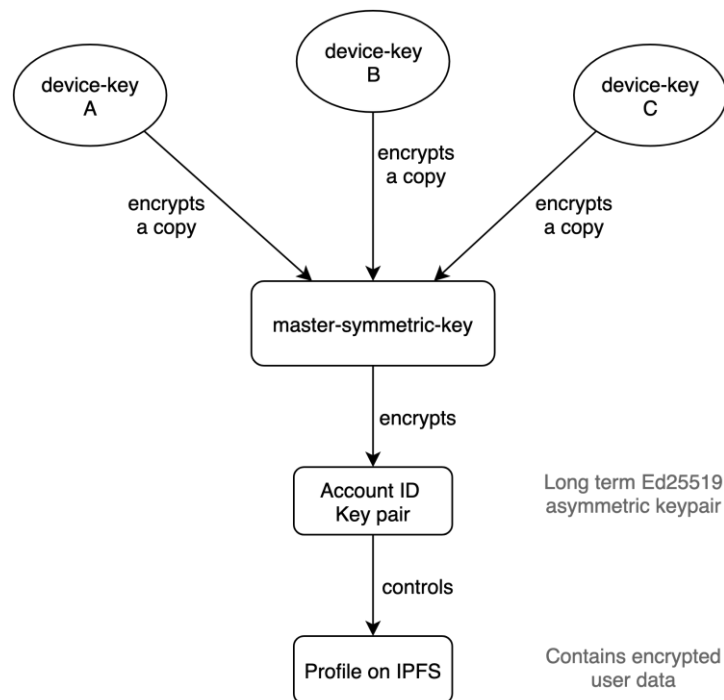 device-key
A
device-key
B
device-key
C
encrypts
a copy
encrypts
a copy
encrypts
a copy
master-symmetric-key
encrypts
Account ID
Key pair
Long term Ed25519
asymmetric keypair
controls
Profile on IPFS
Contains encrypted
user data